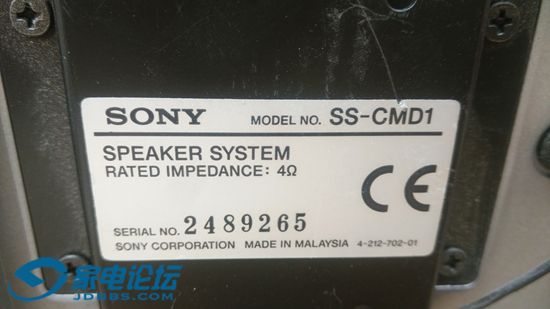 SONY MODEL NO. SS-CMD1
SPEAKER SYSTEM
RATED IMPEDANCE: 4Ω
CE
SERIAL NO. 2489265
SONY CORPORATION MADE IN MALAYSIA 4-212-702-01
家电论坛
JDBBS.COM